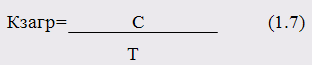 Кзагр= С (1.7)
Т